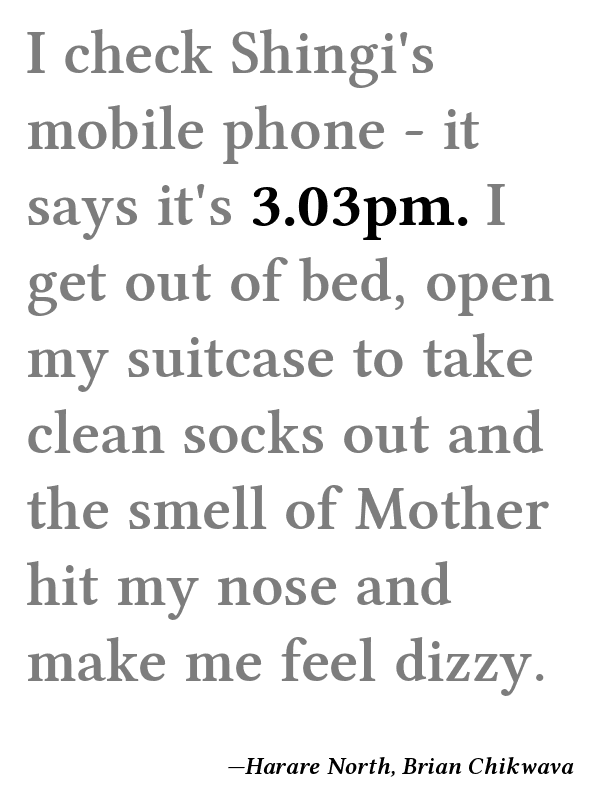 I check Shingi's
mobile phone - it
says it's 3.03pm. I
get out of bed, open
my suitcase to take
clean socks out and
the smell of Mother
hit my nose and
make me feel dizzy.
—Harare North, Brian Chikwava